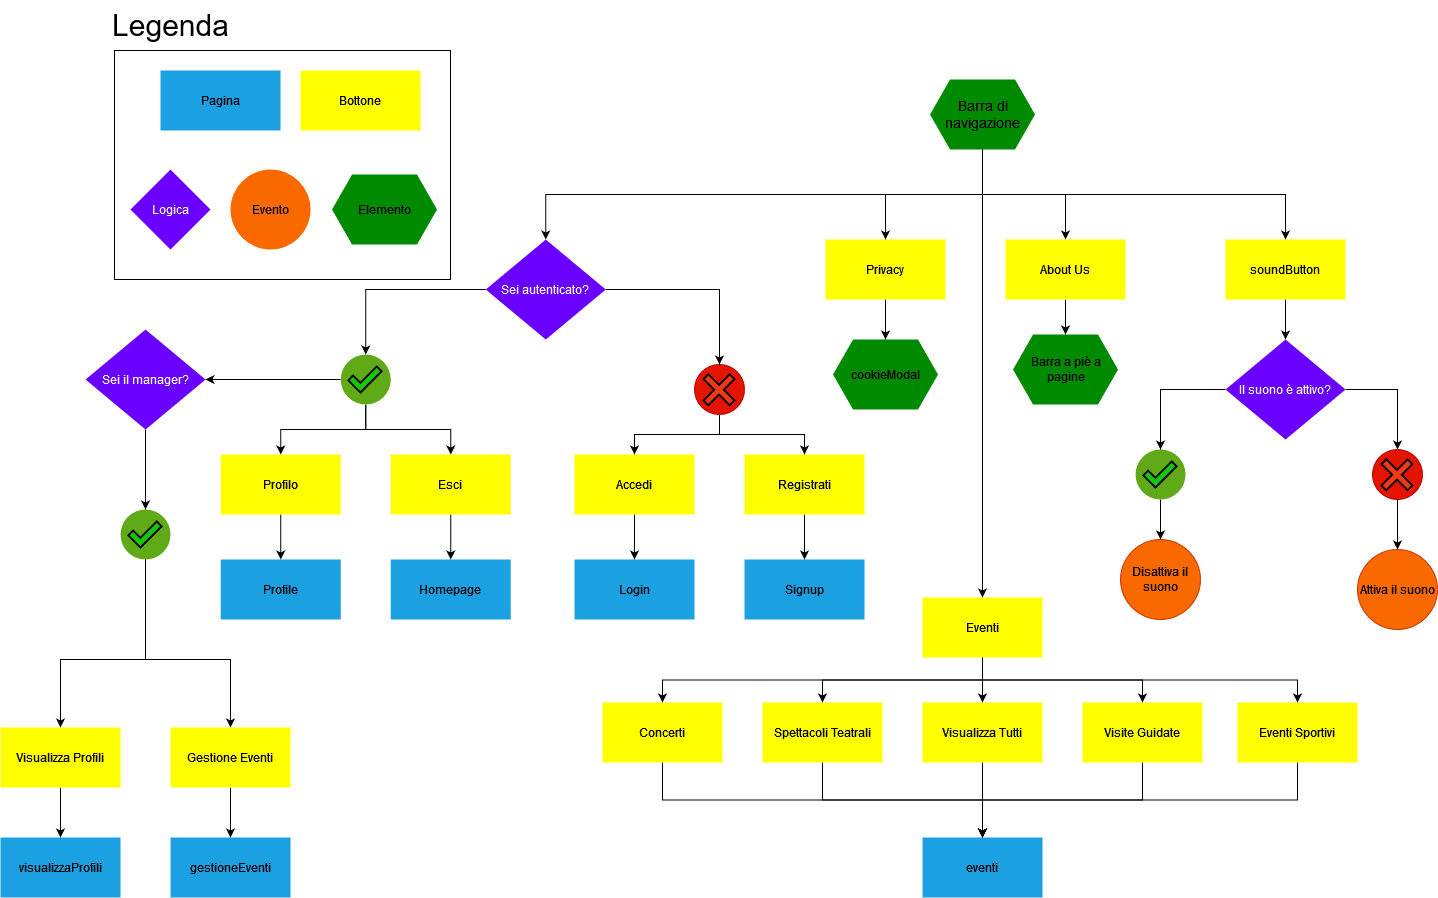 Legenda
Pagina
Bottone
Logica
Evento
Elemento
Barra di
navigazione
Sei autenticato?
Privacy
About Us
soundButton
Sei il manager?
cookieModal
Barra a piè a
pagine
Il suono è attivo?
Profilo
Esci
Accedi
Registrati
Disattiva il
suono
Attiva il suono
Profile
Homepage
Login
Signup
Eventi
Visualizza Profili
Gestione Eventi
Concerti
Spettacoli Teatrali
Visualizza Tutti
Visite Guidate
Eventi Sportivi
visualizzaProfili
gestioneEventi
eventi